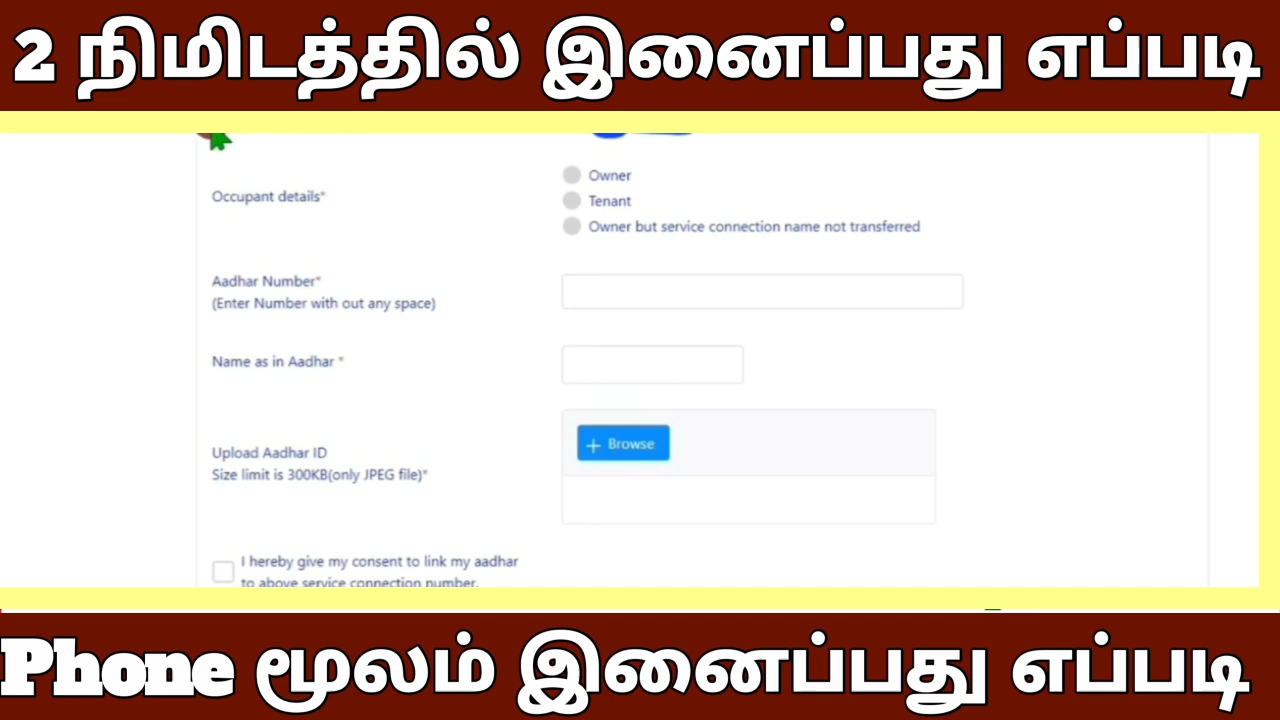 2 நிமிடத்தில் இனைப்பது எப்படி
Occupant details*
Owner
Tenant
Owner but service connection name not transferred
Aadhar Number*
(Enter Number with out any space)
Name as in Aadhar *
Upload Aadhar ID
Size limit is 300KB(only JPEG file)*
+ Browse
I hereby give my consent to link my aadhar
to above service connection number.
Phone மூலம் இனைப்பது எப்படி